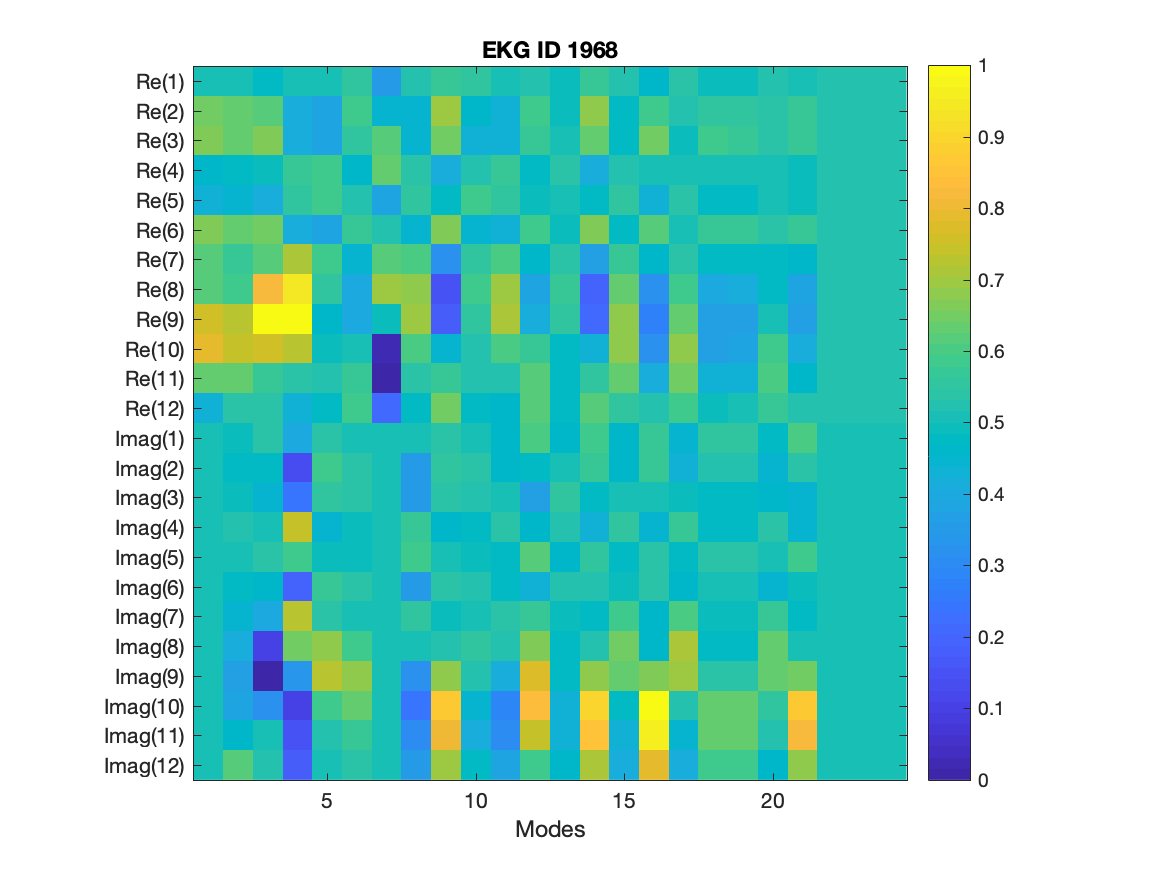 EKG ID 1968
Re(1)
Re(2)
Re(3)
Re(4)
Re(5)
Re(6)
Re(7)
Re(8)
Re(9)
Re(10)
Re(11)
Re(12)
Imag(1)
Imag(2)
Imag(3)
Imag(4)
Imag(5)
Imag(6)
Imag(7)
Imag(8)
Imag(9)
Imag(10)
Imag(11)
Imag(12)
5 10 15 20
Modes
1
0.9
0.8
0.7
0.6
0.5
0.4
0.3
0.2
0.1
0